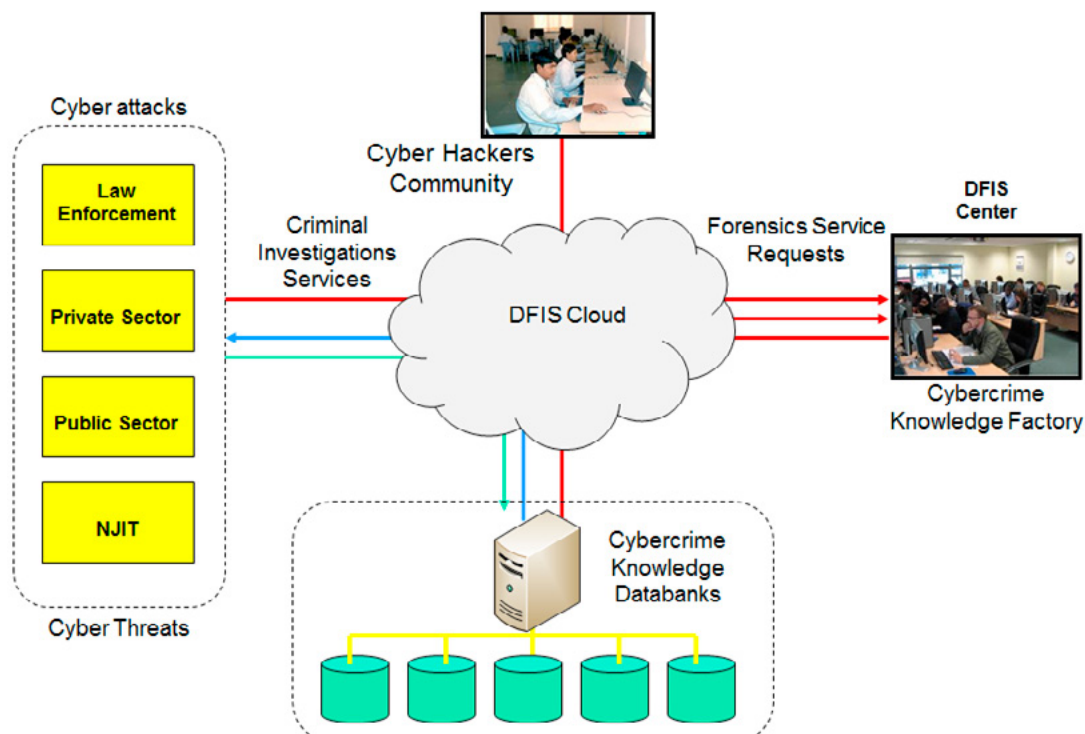 Cyber attacks
Law
Enforcement
Private Sector
Public Sector
NJIT
Cyber Threats
Cyber Hackers
Community
Criminal
Investigations
Services
DFIS Cloud
Forensics Service
Requests
DFIS
Center
Cybercrime
Knowledge Factory
Cybercrime
Knowledge
Databanks